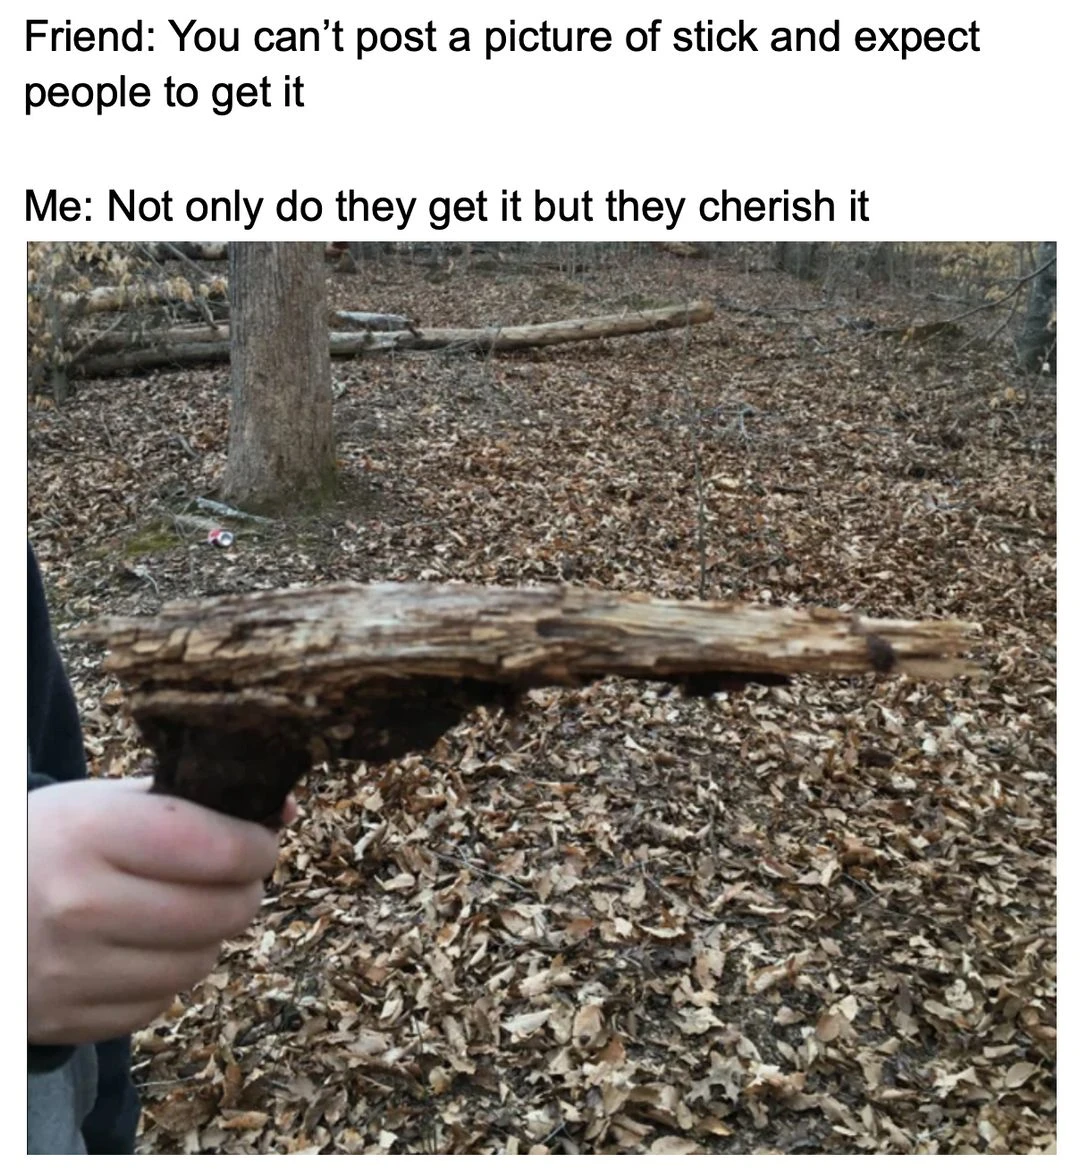 Friend: You can’t post a picture of stick and expect
people to get it
Me: Not only do they get it but they cherish it